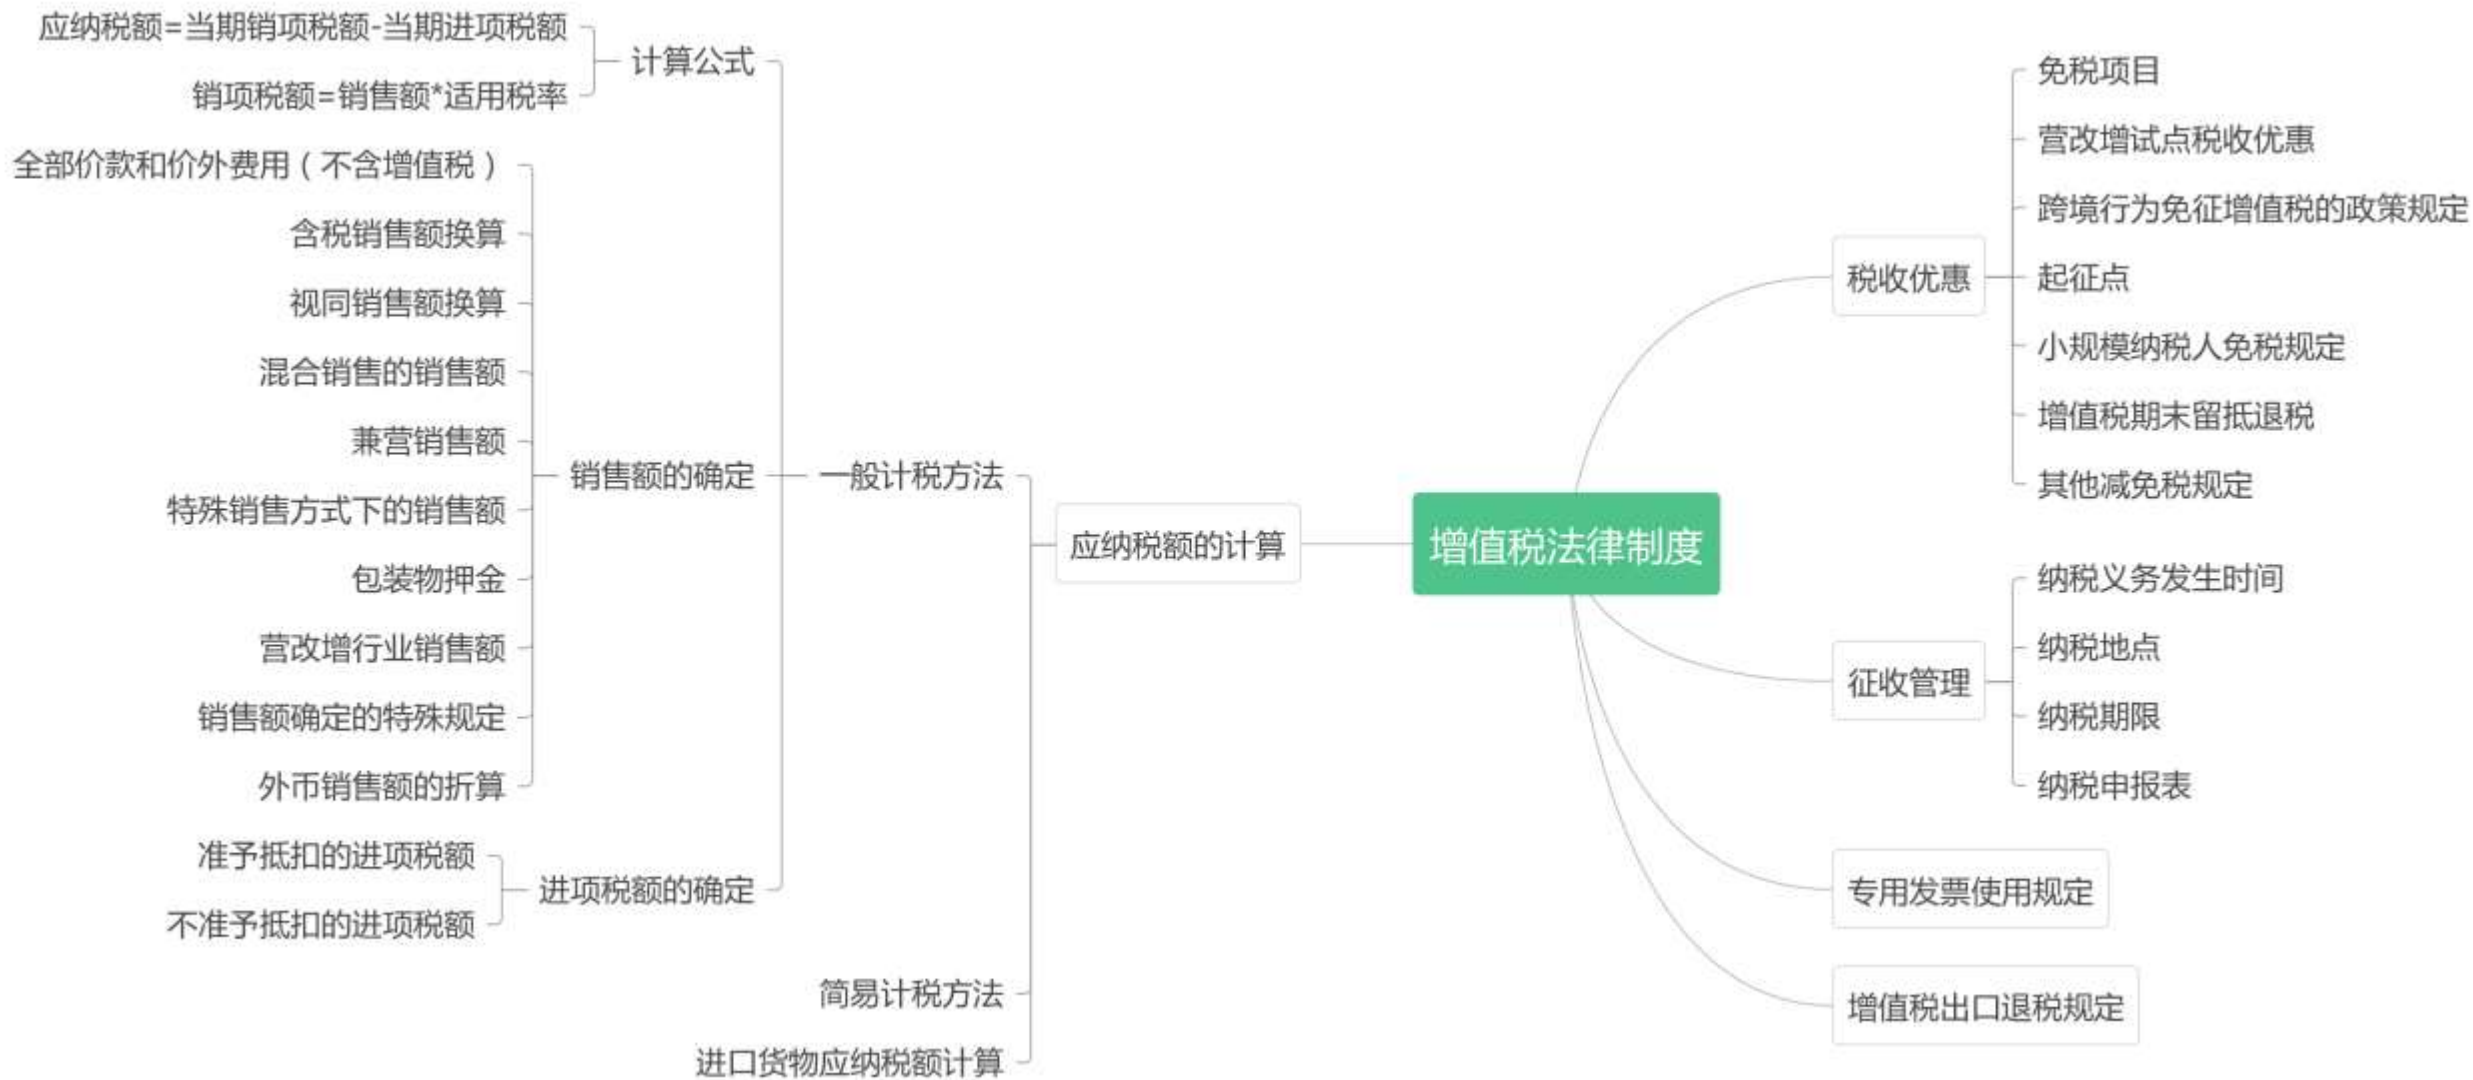 增值税法律制度
税收优惠
免税项目
营改增试点税收优惠
跨境行为免征增值税的政策规定
起征点
小规模纳税人免税规定
增值税期末留抵退税
其他减免税规定
征收管理
纳税义务发生时间
纳税地点
纳税期限
纳税申报表
专用发票使用规定
增值税出口退税规定
应纳税额的计算
一般计税方法
计算公式
应纳税额=当期销项税额-当期进项税额
销项税额=销售额*适用税率
销售额的确定
全部价款和价外费用（不含增值税）
含税销售额换算
视同销售额换算
混合销售的销售额
兼营销售额
特殊销售方式下的销售额
包装物押金
营改增行业销售额
销售额确定的特殊规定
外币销售额的折算
进项税额的确定
准予抵扣的进项税额
不准予抵扣的进项税额
简易计税方法
进口货物应纳税额计算